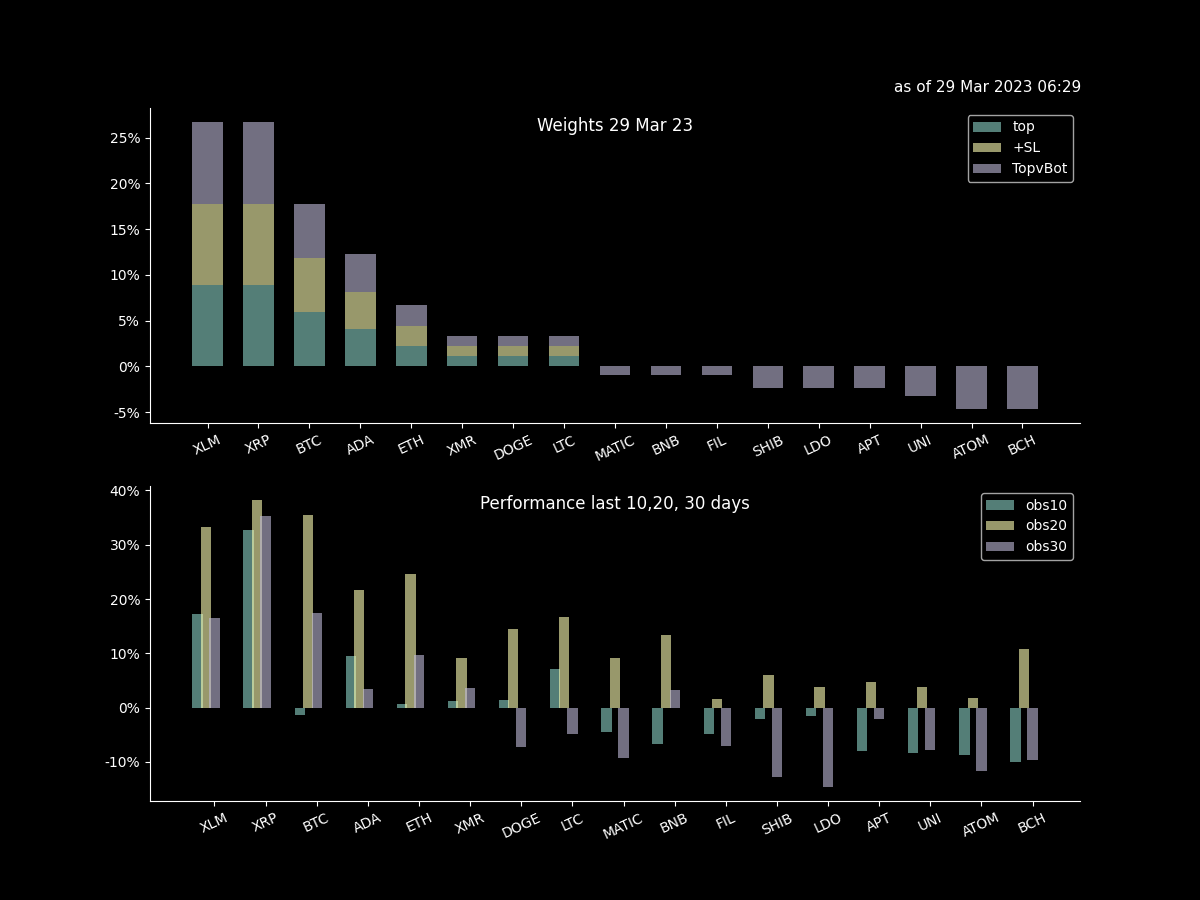 as of 29 Mar 2023 06:29
Weights 29 Mar 23
top
+SL
TopvBot
25%
20%
15%
10%
5%
0%
-5%
XLM XRP BTC ADA ETH XMR DOGE LTC MATIC BNB FIL SHIB LDO APT UNI ATOM BCH
Performance last 10,20, 30 days
obs10
obs20
obs30
40%
30%
20%
10%
0%
-10%
XLM XRP BTC ADA ETH XMR DOGE LTC MATIC BNB FIL SHIB LDO APT UNI ATOM BCH